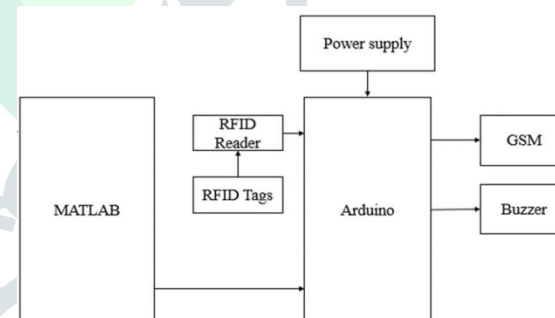 Power supply
RFID
Reader
GSM
RFID Tags
MATLAB
Arduino
Buzzer